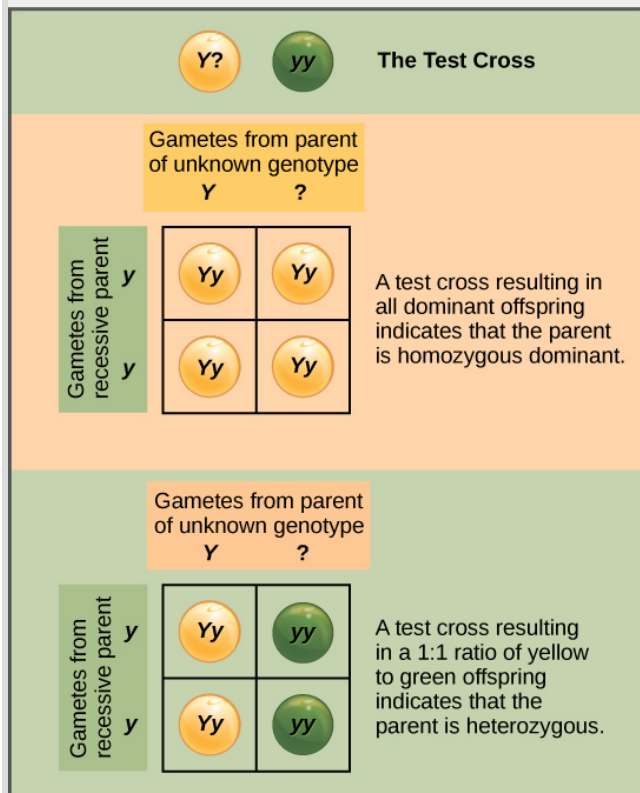 Y? yy The Test Cross
Gametes from parent
of unknown genotype
Y ?
Gametes from
recessive parent
y
y
Yy Yy
Yy Yy
A test cross resulting in
all dominant offspring
indicates that the parent
is homozygous dominant.
Gametes from parent
of unknown genotype
Y ?
Gametes from
recessive parent
y
y
Yy yy
Yy yy
A test cross resulting
in a 1:1 ratio of yellow
to green offspring
indicates that the
parent is heterozygous.